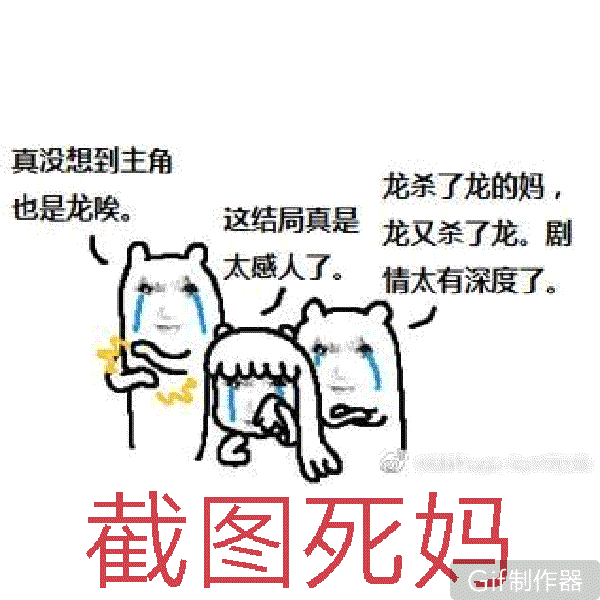 真没想到主角
也是龙唉。
这结局真是
太感人了。
龙杀了龙的妈，
龙又杀了龙。剧
情太有深度了。
截图死妈
Gif制作器